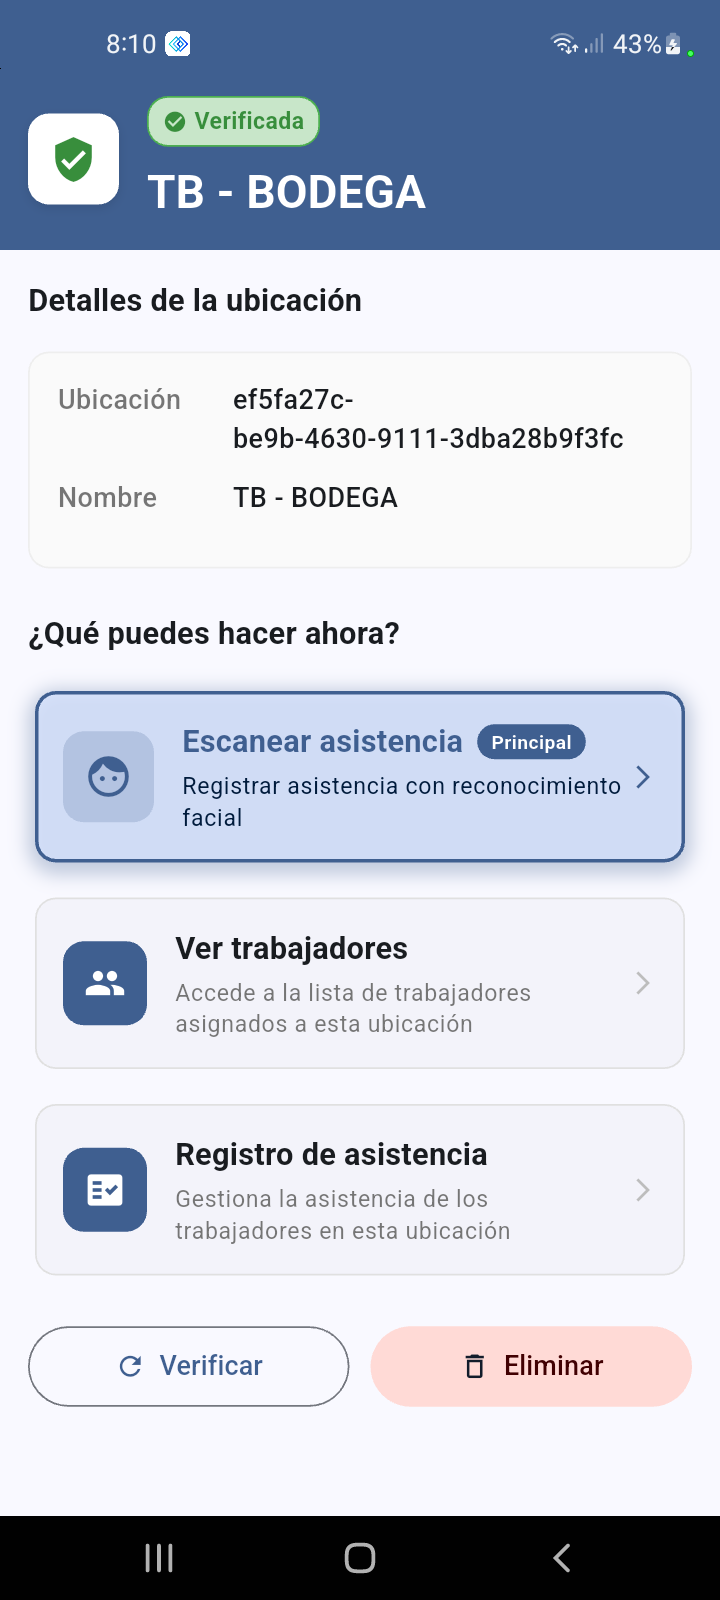 8:10
43%
Verificada
TB - BODEGA
Detalles de la ubicación
Ubicación
ef5fa27c-
be9b-4630-9111-3dba28b9f3fc
Nombre
TB - BODEGA
¿Qué puedes hacer ahora?
Escanear asistencia
Principal
Registrar asistencia con reconocimiento
facial
Ver trabajadores
Accede a la lista de trabajadores
asignados a esta ubicación
Registro de asistencia
Gestiona la asistencia de los
trabajadores en esta ubicación
Verificar
Eliminar